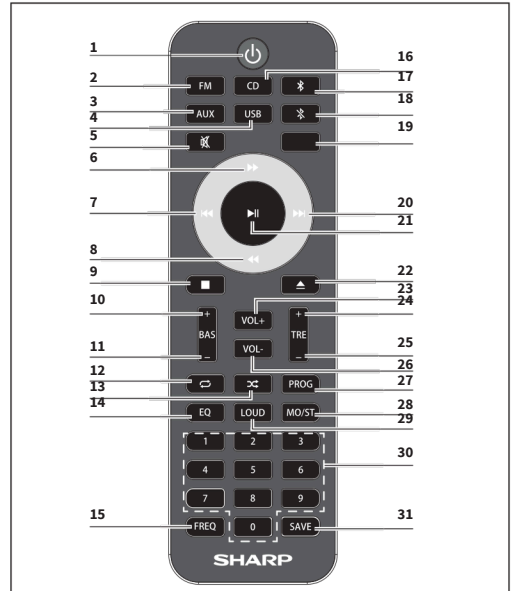 1
16
2 FM CD 17
3 AUX USB 18
4
5 19
6
7 20
21
8
9 22
23
10 + VOL+ + 24
BAS TRE
11 - VOL- - 25
26
12 PROG 27
13
14 EQ LOUD MO/ST 28
29
1 2 3
4 5 6 30
7 8 9
15 FREQ 0 SAVE 31
SHARP